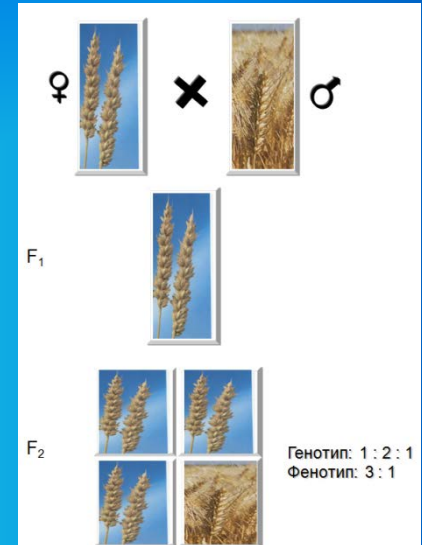 ♀ × ♂
F₁
F₂
Генотип: 1 : 2 : 1
Фенотип: 3 : 1